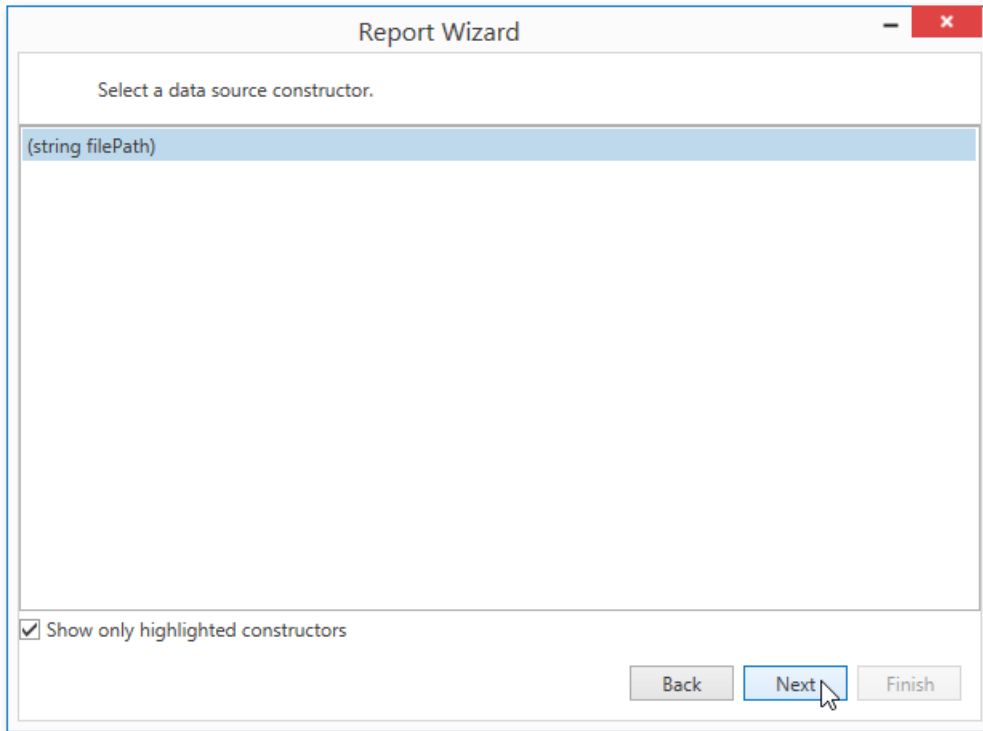 Report Wizard
Select a data source constructor.
(string filePath)
Show only highlighted constructors
Back Next Finish